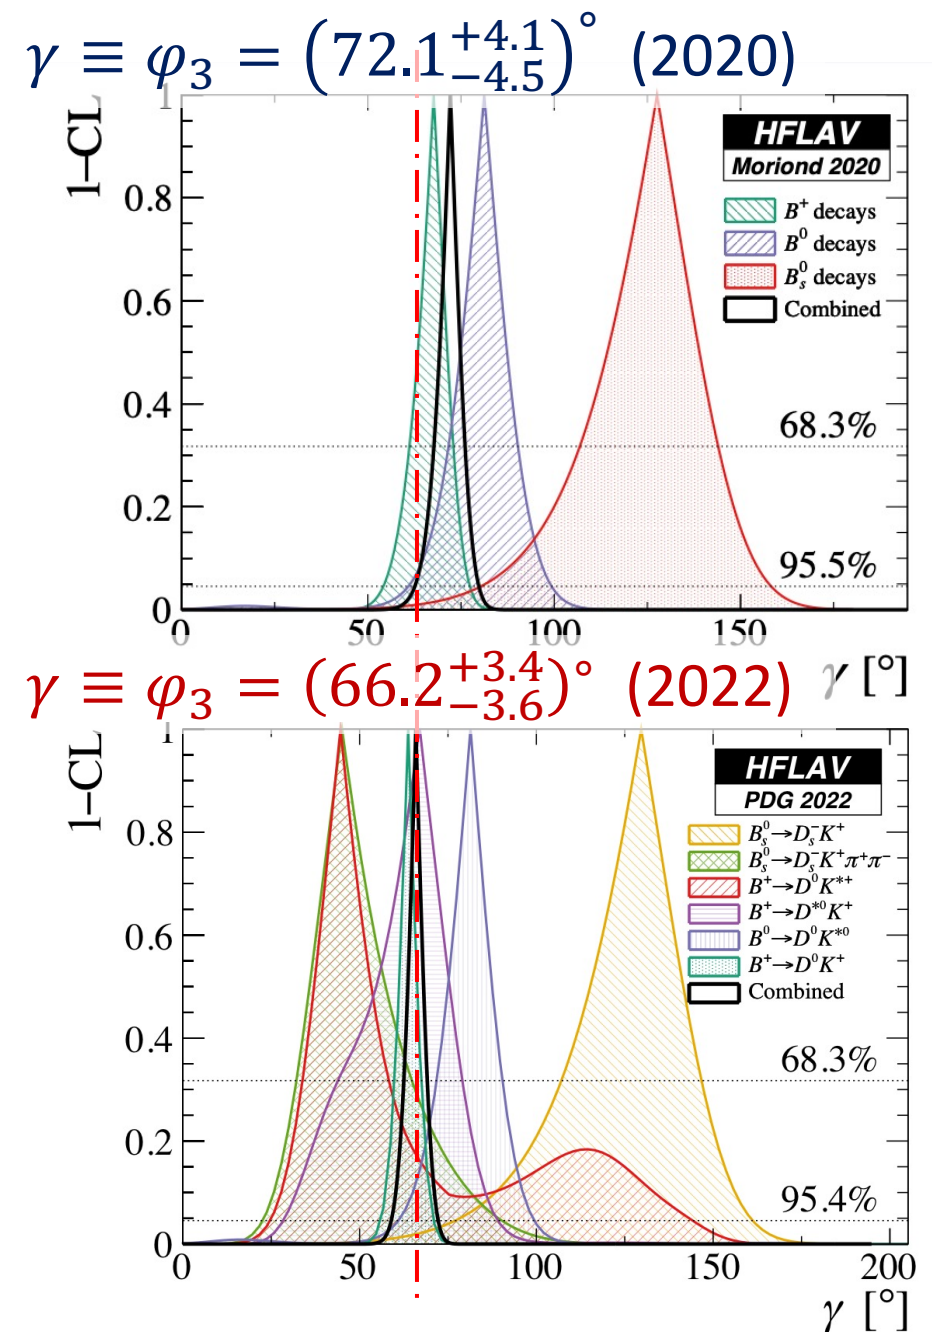 γ ≡ φ₃ = (72.1 +4.1 −4.5)° (2020)
1–CL
1
0.8
0.6
0.4
0.2
0
HFLAV
Moriond 2020
B⁺ decays
B⁰ decays
B⁰ₛ decays
Combined
68.3%
95.5%
0 50 100 150
γ [°]
γ ≡ φ₃ = (66.2 +3.4 −3.6)° (2022)
1–CL
1
0.8
0.6
0.4
0.2
0
HFLAV
PDG 2022
B⁰ₛ→D⁻ₛK⁺
B⁰ₛ→D⁻ₛK⁺π⁺π⁻
B⁺→D⁰K*⁺
B⁺→D*⁰K⁺
B⁰→D⁰K*⁰
B⁺→D⁰K⁺
Combined
68.3%
95.4%
0 50 100 150 200
γ [°]